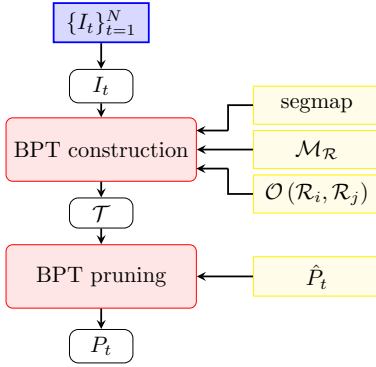 {I_t}_{t=1}^N
I_t
segmap
BPT construction
M_R
O (R_i, R_j)
T
BPT pruning
P̂_t
P_t